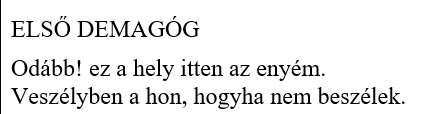 ELSŐ DEMAGÓG
Odább! ez a hely itten az enyém.
Veszélyben a hon, hogyha nem beszélek.